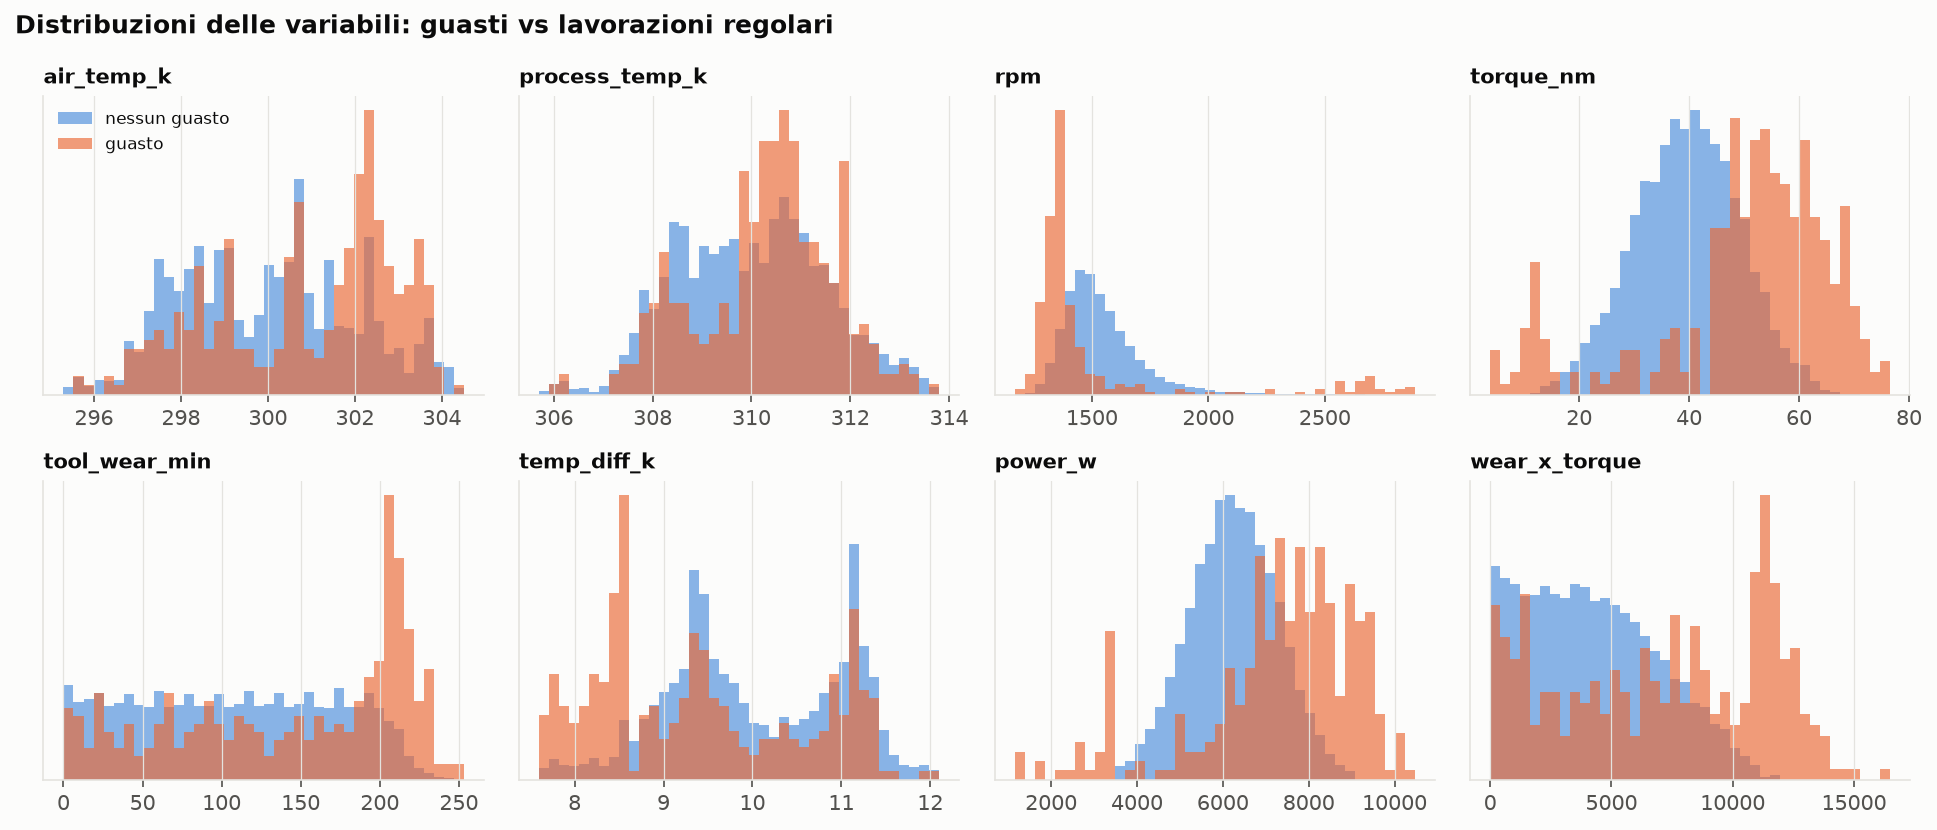 Distribuzioni delle variabili: guasti vs lavorazioni regolari
air_temp_k
process_temp_k
rpm
torque_nm
nessun guasto
guasto
296 298 300 302 304
306 308 310 312 314
1500 2000 2500
20 40 60 80
tool_wear_min
temp_diff_k
power_w
wear_x_torque
0 50 100 150 200 250
8 9 10 11 12
2000 4000 6000 8000 10000
0 5000 10000 15000